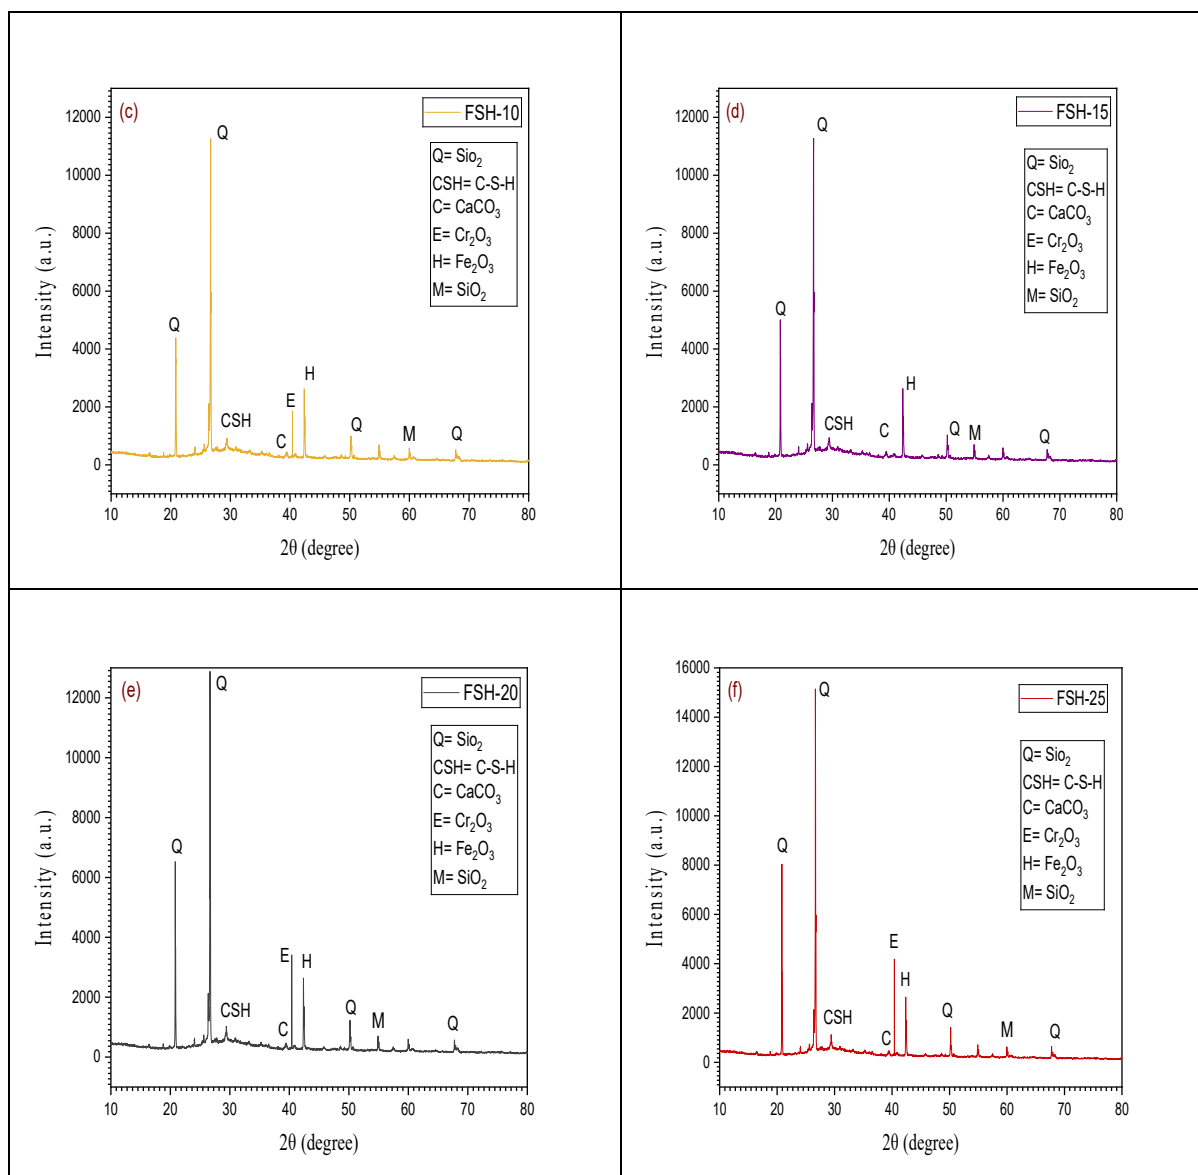 (c)
FSH-10
Q= Sio₂
CSH= C-S-H
C= CaCO₃
E= Cr₂O₃
H= Fe₂O₃
M= SiO₂
Q
Q
CSH
C
E
H
Q
M
Q
12000
10000
8000
6000
4000
2000
0
Intensity (a.u.)
10 20 30 40 50 60 70 80
2θ (degree)
(d)
FSH-15
Q= Sio₂
CSH= C-S-H
C= CaCO₃
E= Cr₂O₃
H= Fe₂O₃
M= SiO₂
Q
Q
CSH
C
H
Q
M
Q
12000
10000
8000
6000
4000
2000
0
Intensity (a.u.)
10 20 30 40 50 60 70 80
2θ (degree)
(e)
FSH-20
Q= Sio₂
CSH= C-S-H
C= CaCO₃
E= Cr₂O₃
H= Fe₂O₃
M= SiO₂
Q
Q
CSH
C
E
H
Q
M
Q
12000
10000
8000
6000
4000
2000
0
Intensity (a.u.)
10 20 30 40 50 60 70 80
2θ (degree)
(f)
FSH-25
Q= Sio₂
CSH= C-S-H
C= CaCO₃
E= Cr₂O₃
H= Fe₂O₃
M= SiO₂
Q
Q
CSH
C
E
H
Q
M
Q
16000
14000
12000
10000
8000
6000
4000
2000
0
Intensity (a.u.)
10 20 30 40 50 60 70 80
2θ (degree)